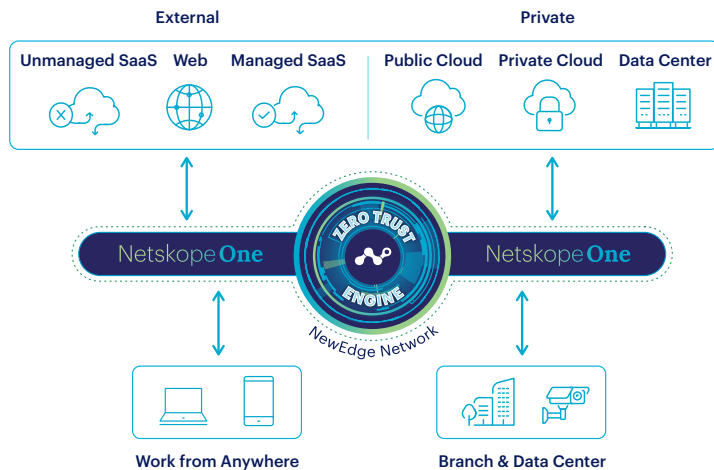 External
Private
Unmanaged SaaS
Web
Managed SaaS
Public Cloud
Private Cloud
Data Center
Netskope One
ZERO TRUST
ENGINE
Netskope One
NewEdge Network
Work from Anywhere
Branch & Data Center